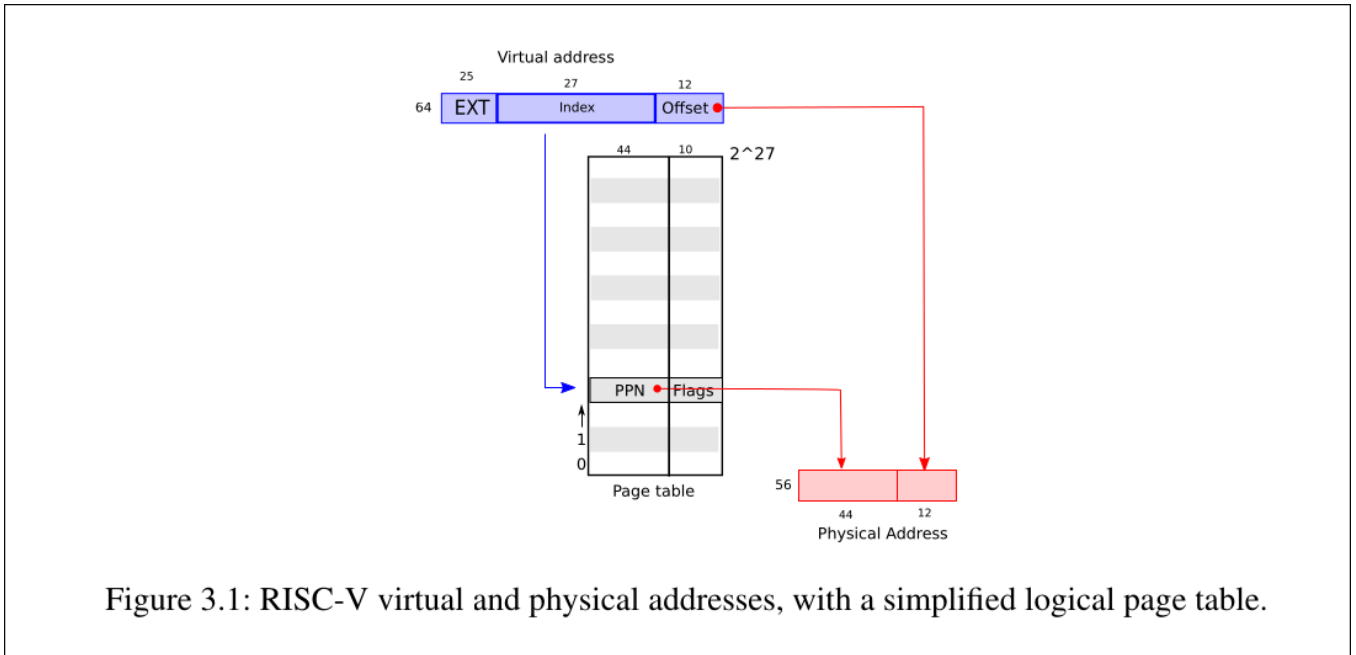 Virtual address
25 27 12
64 EXT Index Offset
44 10 2^27
PPN Flags
1
0
Page table
56
44 12
Physical Address
Figure 3.1: RISC-V virtual and physical addresses, with a simplified logical page table.